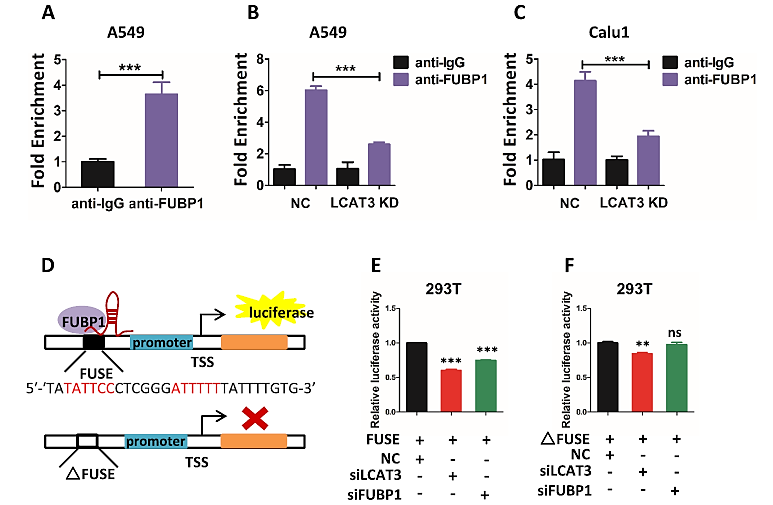 A
A549
Fold Enrichment
5
4
3
2
1
0
***
anti-IgG anti-FUBP1
B
A549
Fold Enrichment
8
6
4
2
0
***
anti-IgG
anti-FUBP1
NC LCAT3 KD
C
Calu1
Fold Enrichment
5
4
3
2
1
0
***
anti-IgG
anti-FUBP1
NC LCAT3 KD
D
FUBP1
luciferase
promoter
TSS
FUSE
5'-'TATATTCCCTCGGGATTTTTTATTTTGTG-3'
promoter
TSS
△FUSE
E
293T
Relative luciferase activity
1.5
1.0
0.5
0.0
***
***
FUSE + + +
NC + - -
siLCAT3 - + -
siFUBP1 - - +
F
293T
Relative luciferase activity
1.5
1.0
0.5
0.0
**
ns
△FUSE + + +
NC + - -
siLCAT3 - + -
siFUBP1 - - +